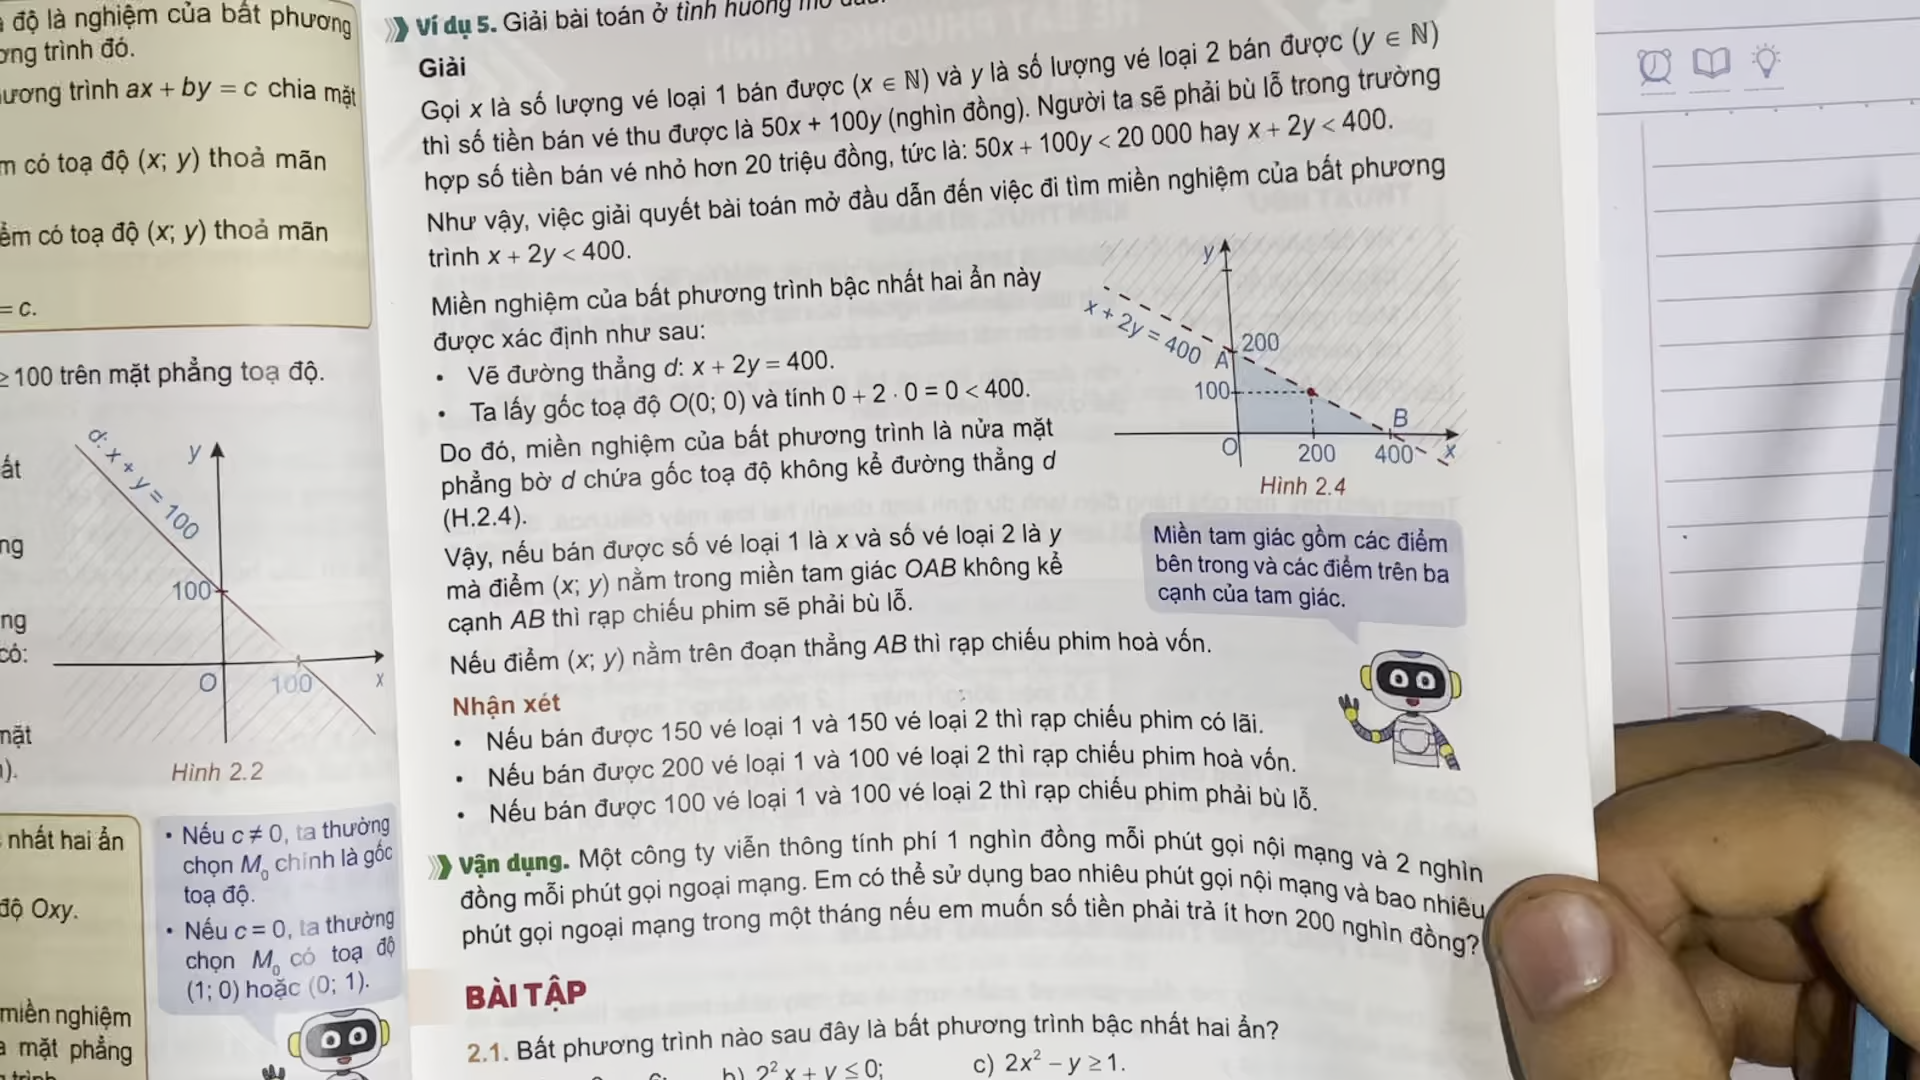 độ là nghiệm của bất phương
ơng trình đó.
ương trình ax + by = c chia mặt
có toạ độ (x; y) thoả mãn
ểm có toạ độ (x; y) thoả mãn
= c.
≥ 100 trên mặt phẳng toạ độ.
d: x + y = 100
y
100
O
100
x
Hình 2.2
nhất hai ẩn
độ Oxy.
miền nghiệm
mặt phẳng
• Nếu c ≠ 0, ta thường
chọn M₀ chính là gốc
toạ độ.
• Nếu c = 0, ta thường
chọn M₀ có toạ độ
(1; 0) hoặc (0; 1).
Ví dụ 5. Giải bài toán ở tình huống
Giải
Gọi x là số lượng vé loại 1 bán được (x ∈ ℕ) và y là số lượng vé loại 2 bán được (y ∈ ℕ)
thì số tiền bán vé thu được là 50x + 100y (nghìn đồng). Người ta sẽ phải bù lỗ trong trường
hợp số tiền bán vé nhỏ hơn 20 triệu đồng, tức là: 50x + 100y < 20 000 hay x + 2y < 400.
Như vậy, việc giải quyết bài toán mở đầu dẫn đến việc đi tìm miền nghiệm của bất phương
trình x + 2y < 400.
Miền nghiệm của bất phương trình bậc nhất hai ẩn này
được xác định như sau:
• Vẽ đường thẳng d: x + 2y = 400.
• Ta lấy gốc toạ độ O(0; 0) và tính 0 + 2 · 0 = 0 < 400.
Do đó, miền nghiệm của bất phương trình là nửa mặt
phẳng bờ d chứa gốc toạ độ không kể đường thẳng d
(H.2.4).
Vậy, nếu bán được số vé loại 1 là x và số vé loại 2 là y
mà điểm (x; y) nằm trong miền tam giác OAB không kể
cạnh AB thì rạp chiếu phim sẽ phải bù lỗ.
Nếu điểm (x; y) nằm trên đoạn thẳng AB thì rạp chiếu phim hoà vốn.
y
x + 2y = 400
A
200
100
B
O
200
400
x
Hình 2.4
Miền tam giác gồm các điểm
bên trong và các điểm trên ba
cạnh của tam giác.
Nhận xét
• Nếu bán được 150 vé loại 1 và 150 vé loại 2 thì rạp chiếu phim có lãi.
• Nếu bán được 200 vé loại 1 và 100 vé loại 2 thì rạp chiếu phim hoà vốn.
• Nếu bán được 100 vé loại 1 và 100 vé loại 2 thì rạp chiếu phim phải bù lỗ.
Vận dụng. Một công ty viễn thông tính phí 1 nghìn đồng mỗi phút gọi nội mạng và 2 nghìn
đồng mỗi phút gọi ngoại mạng. Em có thể sử dụng bao nhiêu phút gọi nội mạng và bao nhiêu
phút gọi ngoại mạng trong một tháng nếu em muốn số tiền phải trả ít hơn 200 nghìn đồng?
BÀI TẬP
2.1. Bất phương trình nào sau đây là bất phương trình bậc nhất hai ẩn?
b) 2²x + y ≤ 0;
c) 2x² – y ≥ 1.